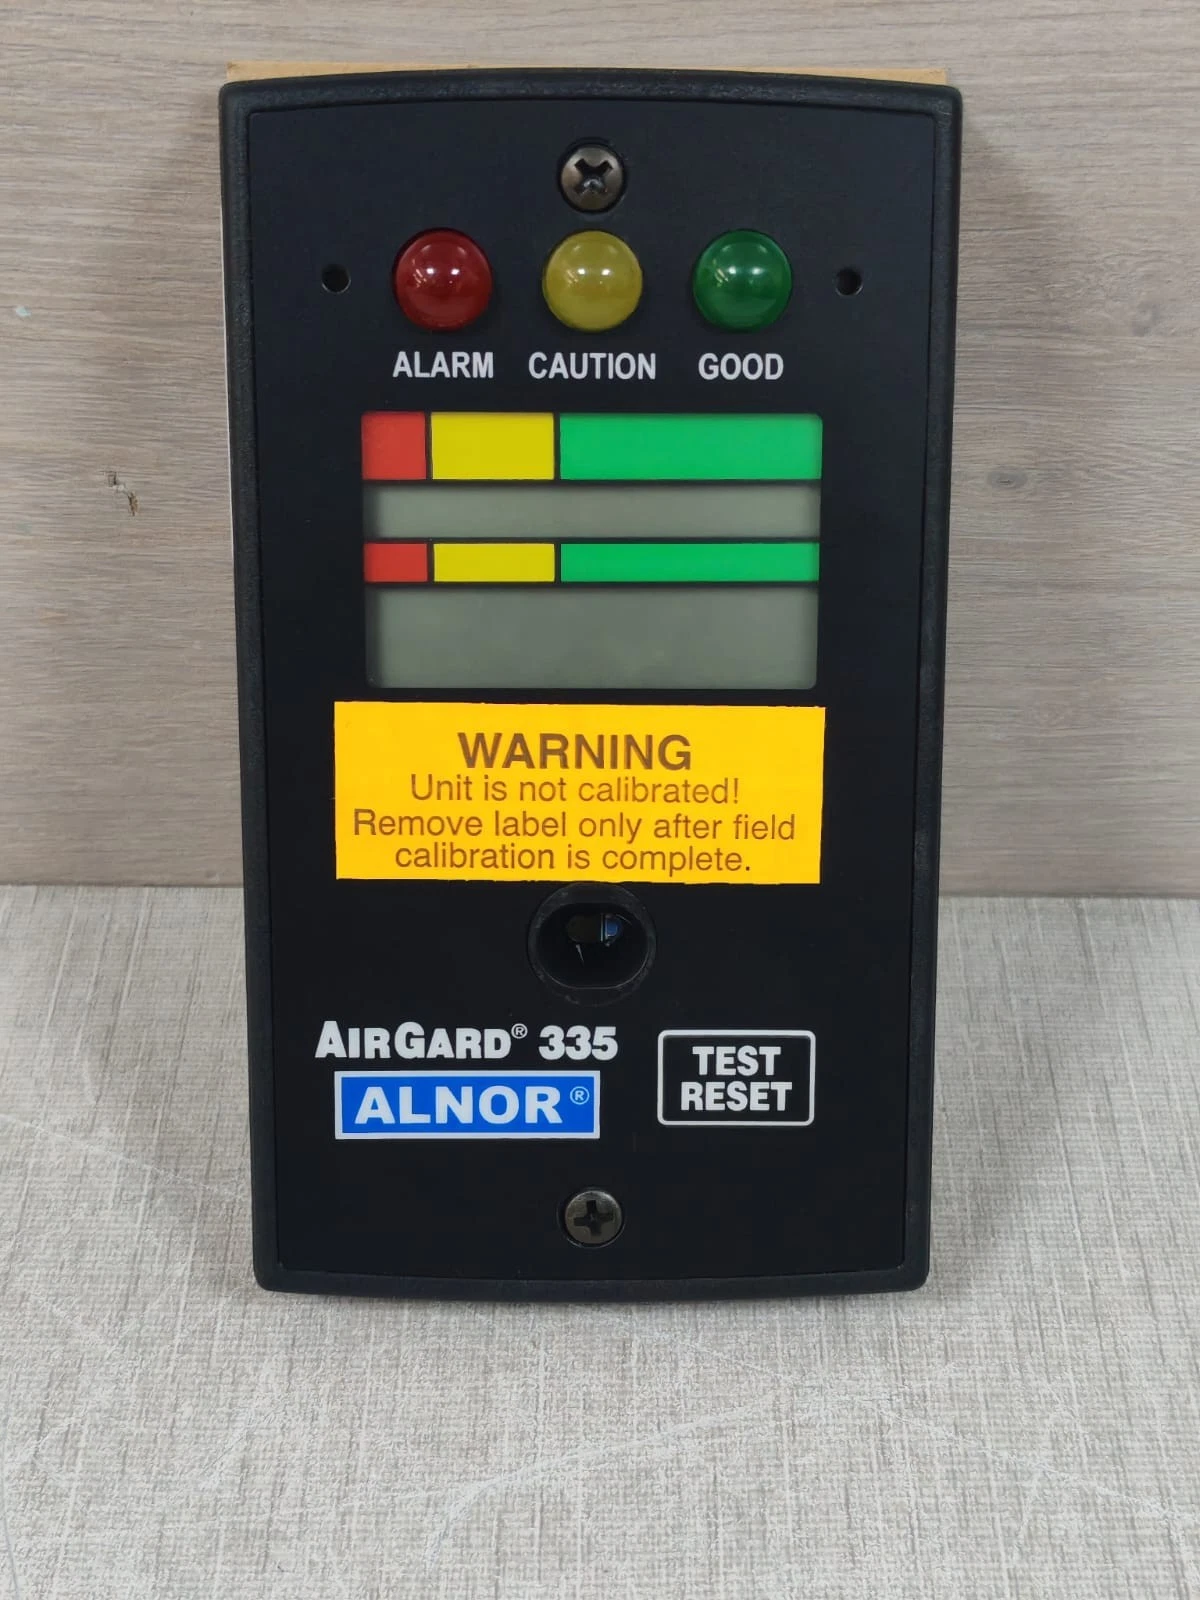 ALARM CAUTION GOOD
WARNING
Unit is not calibrated!
Remove label only after field
calibration is complete.
AIRGARD® 335
ALNOR®
TEST
RESET